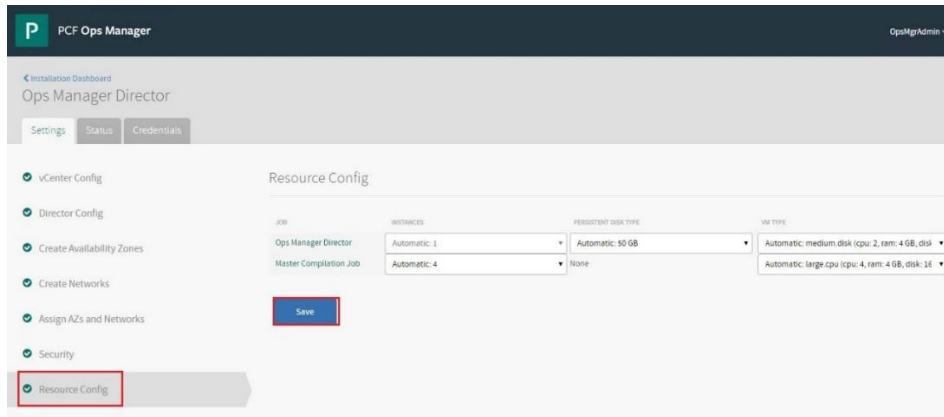 P PCF Ops Manager OpsMgrAdmin
Installation Dashboard
Ops Manager Director
Settings Status Credentials
vCenter Config
Director Config
Create Availability Zones
Create Networks
Assign AZs and Networks
Security
Resource Config
Resource Config
JOB INSTANCES PERSISTENT DISK TYPE VM TYPE
Ops Manager Director Automatic: 1 Automatic: 50 GB Automatic: medium.disk (cpu: 2, ram: 4 GB, disk
Master Compilation Job Automatic: 4 None Automatic: large.cpu (cpu: 4, ram: 4 GB, disk: 16
Save